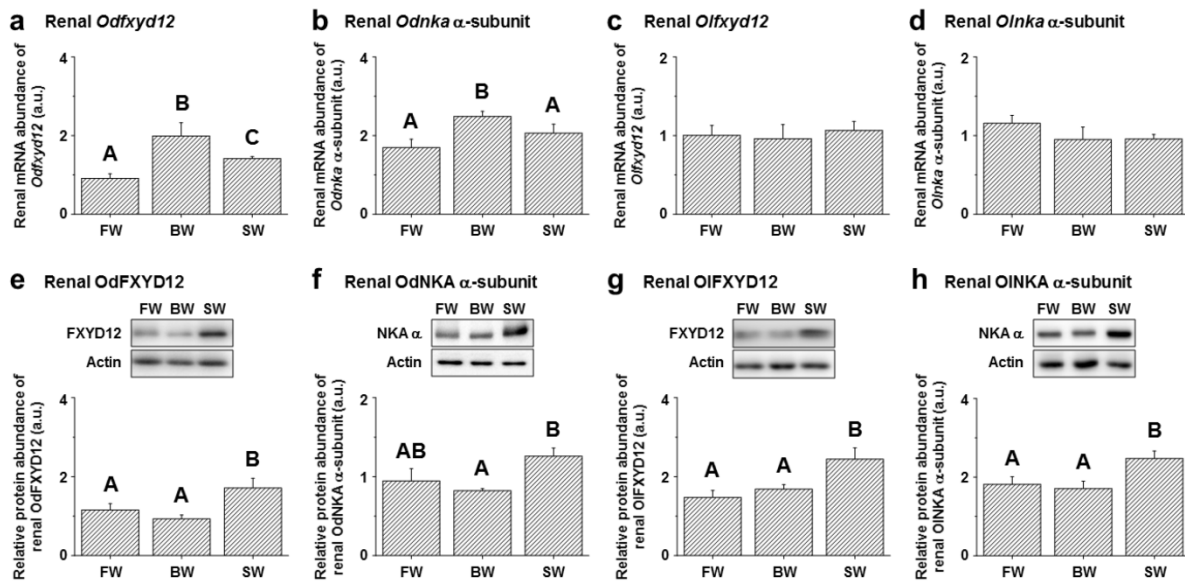 a Renal Odfxyd12
Renal mRNA abundance of
Odfxyd12 (a.u.)
4
2
0
A
B
C
FW BW SW
b Renal Odnka α-subunit
Renal mRNA abundance of
Odnka α-subunit (a.u.)
4
2
0
A
B
A
FW BW SW
c Renal Olfxyd12
Renal mRNA abundance of
Olfxyd12 (a.u.)
2
1
0
FW BW SW
d Renal Olnka α-subunit
Renal mRNA abundance of
Olnka α-subunit (a.u.)
2
1
0
FW BW SW
e Renal OdFXYD12
FW BW SW
FXYD12
Actin
Relative protein abundance of
renal OdFXYD12 (a.u.)
4
2
0
A
A
B
FW BW SW
f Renal OdNKA α-subunit
FW BW SW
NKA α
Actin
Relative protein abundance of
renal OdNKA α-subunit (a.u.)
2
1
0
AB
A
B
FW BW SW
g Renal OlFXYD12
FW BW SW
FXYD12
Actin
Relative protein abundance of
renal OlFXYD12 (a.u.)
4
2
0
A
A
B
FW BW SW
h Renal OlNKA α-subunit
FW BW SW
NKA α
Actin
Relative protein abundance of
renal OlNKA α-subunit (a.u.)
4
2
0
A
A
B
FW BW SW